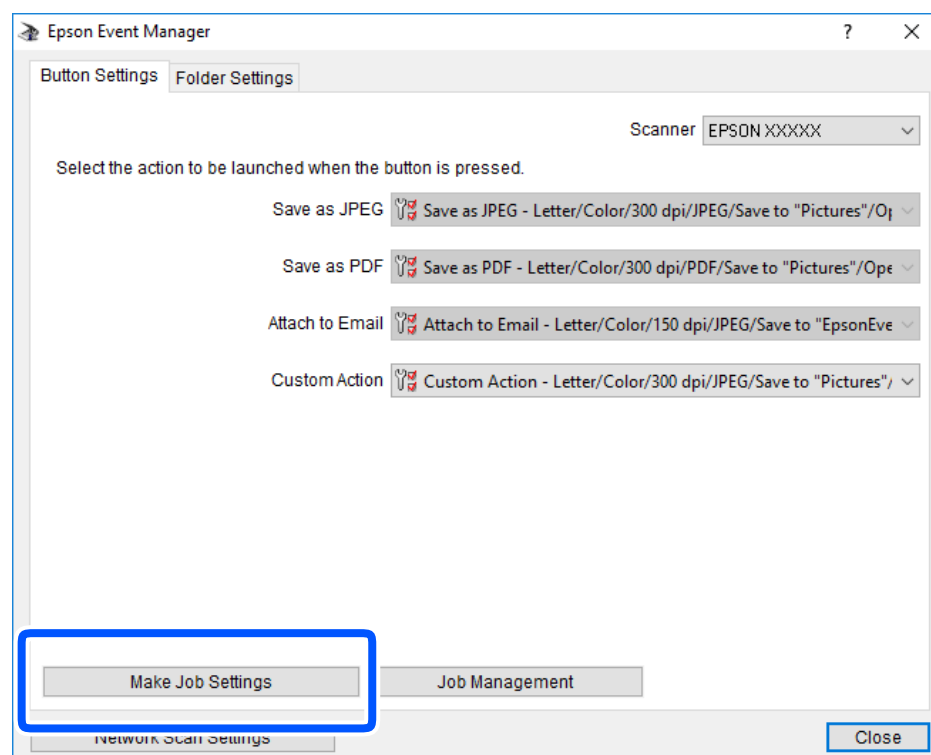 Epson Event Manager
Button Settings
Folder Settings
Scanner EPSON XXXXX
Select the action to be launched when the button is pressed.
Save as JPEG Save as JPEG - Letter/Color/300 dpi/JPEG/Save to "Pictures"/Op
Save as PDF Save as PDF - Letter/Color/300 dpi/PDF/Save to "Pictures"/Ope
Attach to Email Attach to Email - Letter/Color/150 dpi/JPEG/Save to "EpsonEve
Custom Action Custom Action - Letter/Color/300 dpi/JPEG/Save to "Pictures"/
Make Job Settings
Job Management
Network Scan Settings
Close